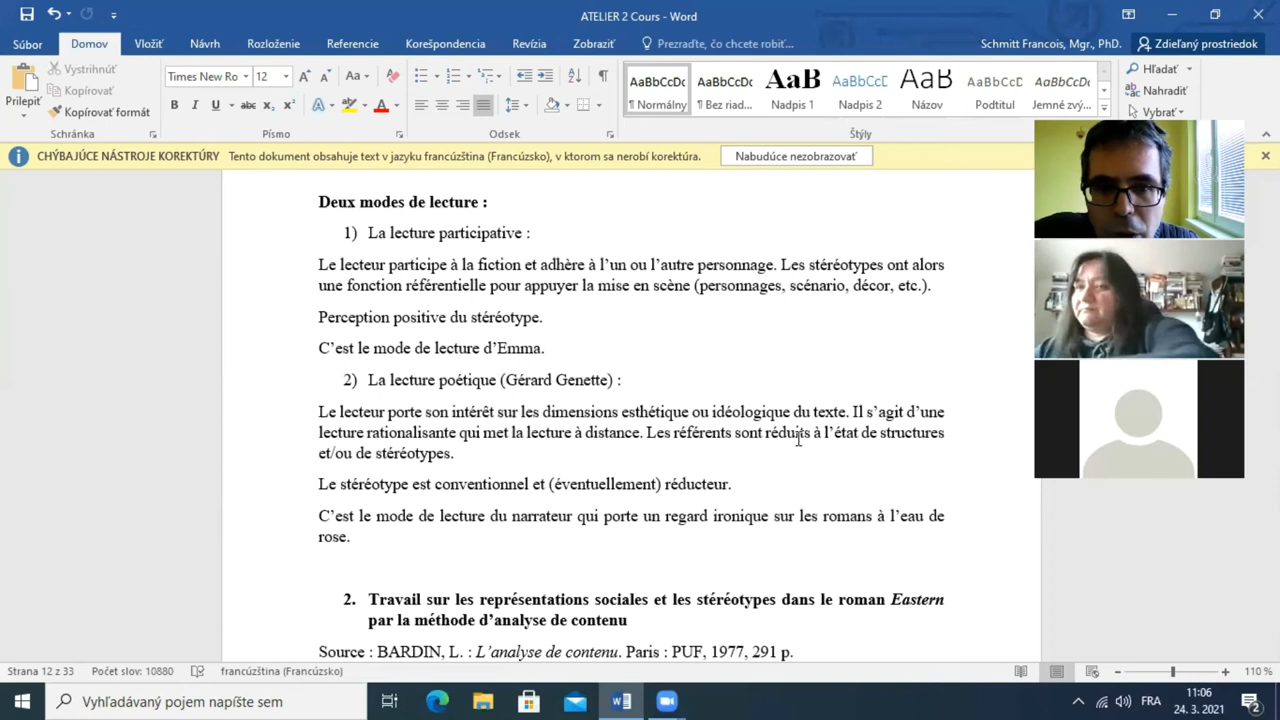 ATELIER 2 Cours - Word
Súbor Domov Vložiť Návrh Rozloženie Referencie Korešpondencia Revízia Zobraziť Prezraďte, čo chcete robiť... Schmitt Francois, Mgr., PhD. Zdieľaný prostriedok
Prilepiť
Vystrihnúť
Kopírovať
Kopírovať formát
Schránka
Times New Ro 12
Písmo
Odsek
AaBbCcDc AaBbCcDc AaB AaBbCcD AaB AaBbCcD AaBbCcDc
¶ Normálny ¶ Bez riad... Nadpis 1 Nadpis 2 Názov Podtitul Jemné zvý...
Štýly
Hľadať
Nahradiť
Vybrať
CHÝBAJÚCE NÁSTROJE KOREKTÚRY Tento dokument obsahuje text v jazyku francúzština (Francúzsko), v ktorom sa nerobí korektúra. Nabudúce nezobrazovať
Deux modes de lecture :
1) La lecture participative :
Le lecteur participe à la fiction et adhère à l’un ou l’autre personnage. Les stéréotypes ont alors
une fonction référentielle pour appuyer la mise en scène (personnages, scénario, décor, etc.).
Perception positive du stéréotype.
C’est le mode de lecture d’Emma.
2) La lecture poétique (Gérard Genette) :
Le lecteur porte son intérêt sur les dimensions esthétique ou idéologique du texte. Il s’agit d’une
lecture rationalisante qui met la lecture à distance. Les référents sont réduits à l’état de structures
et/ou de stéréotypes.
Le stéréotype est conventionnel et (éventuellement) réducteur.
C’est le mode de lecture du narrateur qui porte un regard ironique sur les romans à l’eau de
rose.
2. Travail sur les représentations sociales et les stéréotypes dans le roman Eastern
par la méthode d’analyse de contenu
Source : BARDIN, L. : L’analyse de contenu. Paris : PUF, 1977, 291 p.
Strana 12 z 33 Počet slov: 10880 francúzština (Francúzsko) 110 %
Vyhľadávaný pojem napíšte sem
FRA
11:06
24. 3. 2021
2